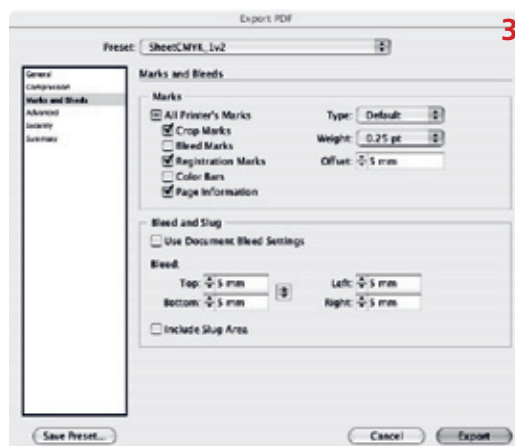 Export PDF
3
Preset: SheetCMYK_1v2
General
Compression
Marks and Bleeds
Advanced
Security
Summary
Marks and Bleeds
Marks
All Printer's Marks
Crop Marks
Bleed Marks
Registration Marks
Color Bars
Page Information
Type: Default
Weight: 0.25 pt
Offset: 5 mm
Bleed and Slug
Use Document Bleed Settings
Bleed:
Top: 5 mm
Bottom: 5 mm
Left: 5 mm
Right: 5 mm
Include Slug Area
Save Preset...
Cancel
Export